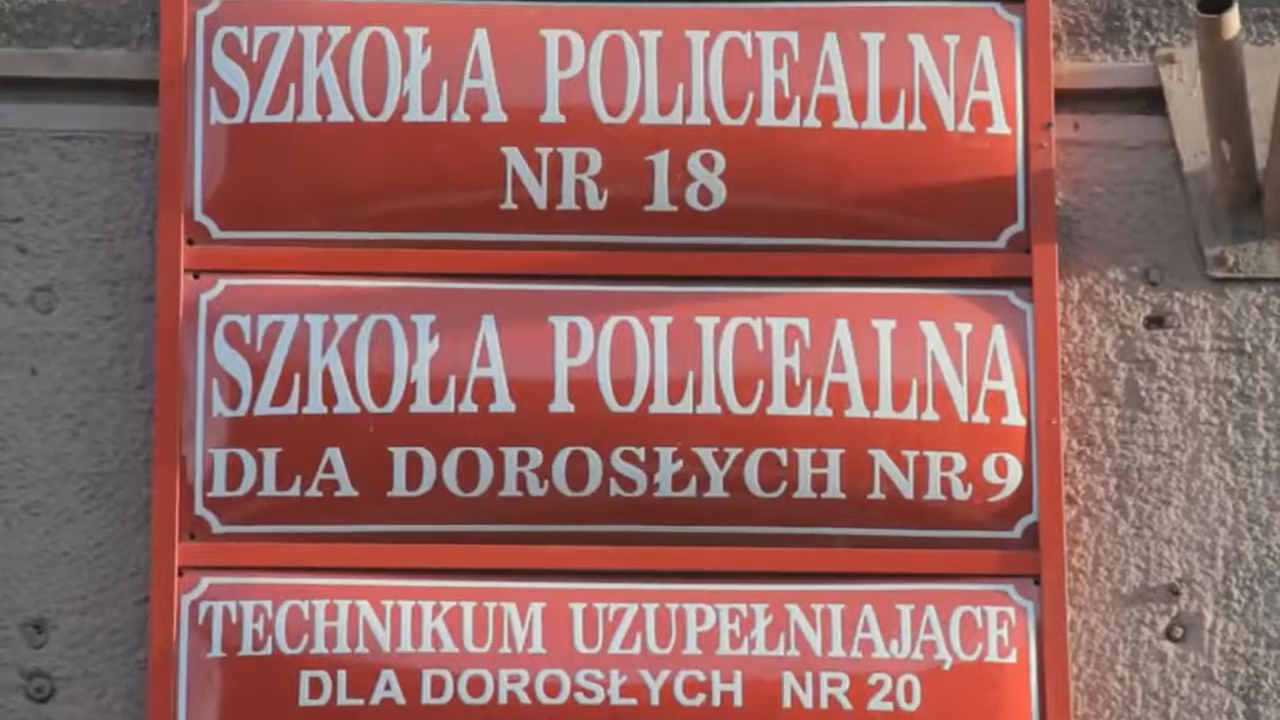 SZKOŁA POLICEALNA
NR 18
SZKOŁA POLICEALNA
DLA DOROSŁYCH NR 9
TECHNIKUM UZUPEŁNIAJĄCE
DLA DOROSŁYCH NR 20